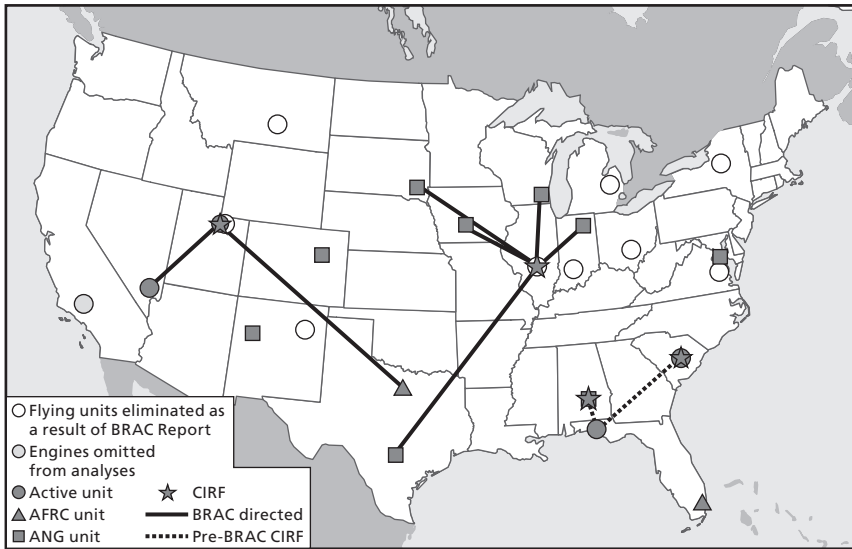 Flying units eliminated as
a result of BRAC Report
Engines omitted
from analyses
Active unit
AFRC unit
ANG unit
CIRF
BRAC directed
Pre-BRAC CIRF